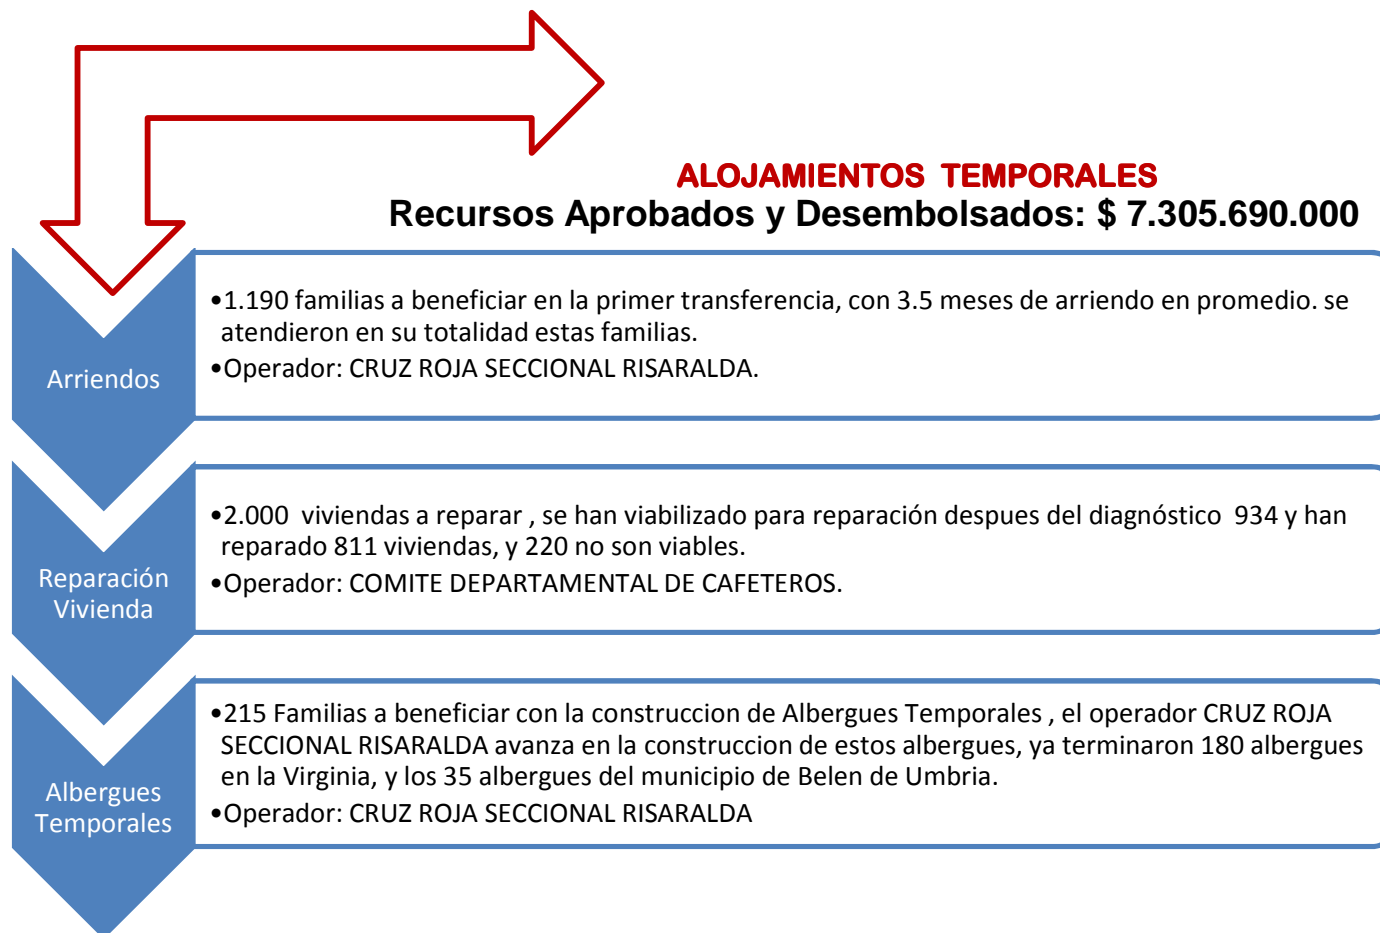 ALOJAMIENTOS TEMPORALES
Recursos Aprobados y Desembolsados: $ 7.305.690.000
Arriendos
•1.190 familias a beneficiar en la primer transferencia, con 3.5 meses de arriendo en promedio. se
atendieron en su totalidad estas familias.
•Operador: CRUZ ROJA SECCIONAL RISARALDA.
Reparación
Vivienda
•2.000 viviendas a reparar , se han viabilizado para reparación despues del diagnóstico 934 y han
reparado 811 viviendas, y 220 no son viables.
•Operador: COMITE DEPARTAMENTAL DE CAFETEROS.
Albergues
Temporales
•215 Familias a beneficiar con la construccion de Albergues Temporales , el operador CRUZ ROJA
SECCIONAL RISARALDA avanza en la construccion de estos albergues, ya terminaron 180 albergues
en la Virginia, y los 35 albergues del municipio de Belen de Umbria.
•Operador: CRUZ ROJA SECCIONAL RISARALDA